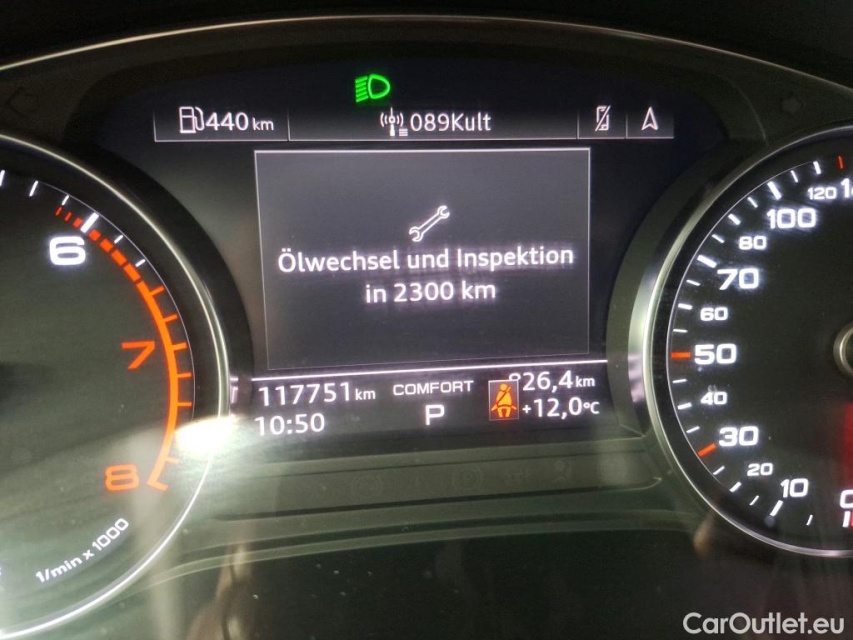 440 km
089Kult
Ölwechsel und Inspektion
in 2300 km
117751 km
COMFORT
26,4 km
10:50
P
+12,0°c
6
7
8
1/min x 1000
120
100
80
70
60
50
40
30
20
10
CarOutlet.eu